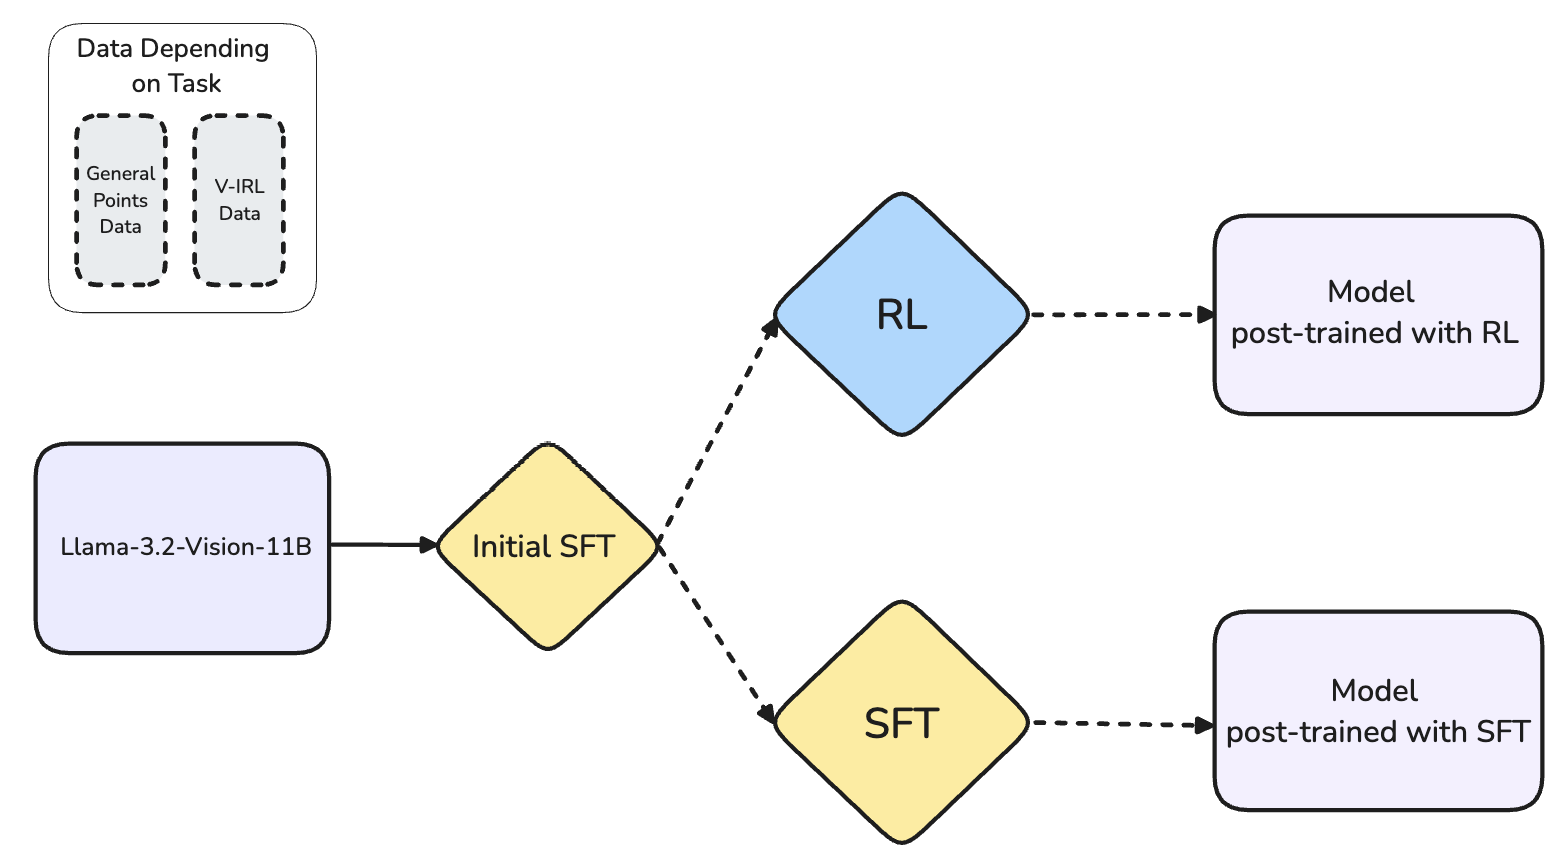 Data Depending
on Task
General
Points
Data
V-IRL
Data
RL
Model
post-trained with RL
Llama-3.2-Vision-11B
Initial SFT
SFT
Model
post-trained with SFT